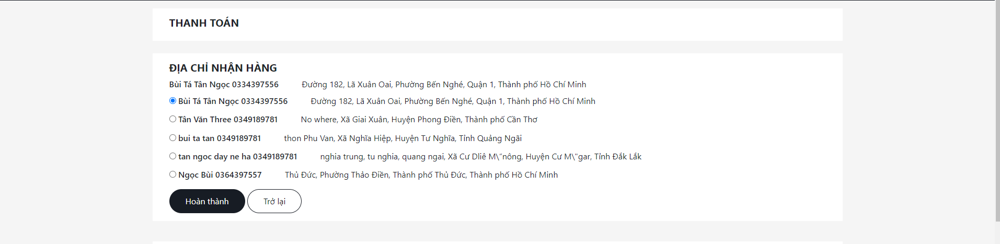 THANH TOÁN
ĐỊA CHỈ NHẬN HÀNG
Bùi Tá Tân Ngọc 0334397556 Đường 182, Lã Xuân Oai, Phường Bến Nghé, Quận 1, Thành phố Hồ Chí Minh
Bùi Tá Tân Ngọc 0334397556 Đường 182, Lã Xuân Oai, Phường Bến Nghé, Quận 1, Thành phố Hồ Chí Minh
Tân Văn Three 0349189781 No where, Xã Giai Xuân, Huyện Phong Điền, Thành phố Cần Thơ
bui ta tan 0349189781 thon Phu Van, Xã Nghĩa Hiệp, Huyện Tư Nghĩa, Tỉnh Quảng Ngãi
tan ngoc day ne ha 0349189781 nghia trung, tu nghia, quang ngai, Xã Cư Dliê M\"nông, Huyện Cư M\"gar, Tỉnh Đắk Lắk
Ngọc Bùi 0364397557 Thủ Đức, Phường Thảo Điền, Thành phố Thủ Đức, Thành phố Hồ Chí Minh
Hoàn thành Trở lại